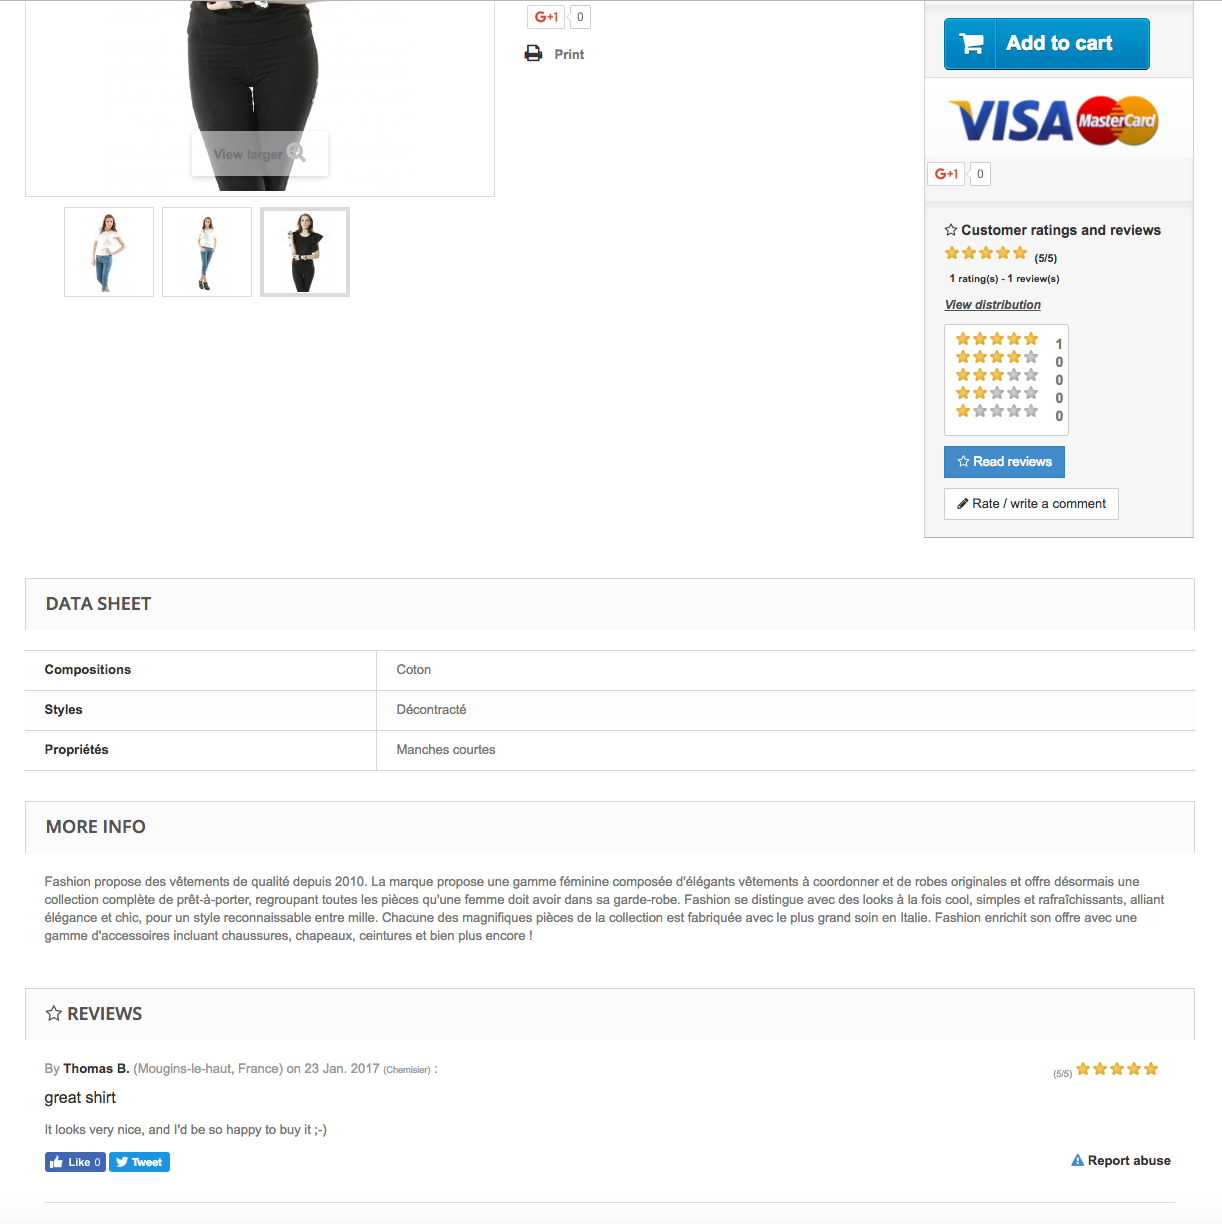 G+1 0
Print
View larger
Add to cart
VISA MasterCard
G+1 0
Customer ratings and reviews
(5/5)
1 rating(s) - 1 review(s)
View distribution
1
0
0
0
0
Read reviews
Rate / write a comment
DATA SHEET
Compositions Coton
Styles Décontracté
Propriétés Manches courtes
MORE INFO
Fashion propose des vêtements de qualité depuis 2010. La marque propose une gamme féminine composée d'élégants vêtements à coordonner et de robes originales et offre désormais une
collection complète de prêt-à-porter, regroupant toutes les pièces qu'une femme doit avoir dans sa garde-robe. Fashion se distingue avec des looks à la fois cool, simples et rafraîchissants, alliant
élégance et chic, pour un style reconnaissable entre mille. Chacune des magnifiques pièces de la collection est fabriquée avec le plus grand soin en Italie. Fashion enrichit son offre avec une
gamme d'accessoires incluant chaussures, chapeaux, ceintures et bien plus encore !
REVIEWS
By Thomas B. (Mougins-le-haut, France) on 23 Jan. 2017 (Chemisier) :
(5/5)
great shirt
It looks very nice, and I'd be so happy to buy it ;-)
Like 0 Tweet
Report abuse